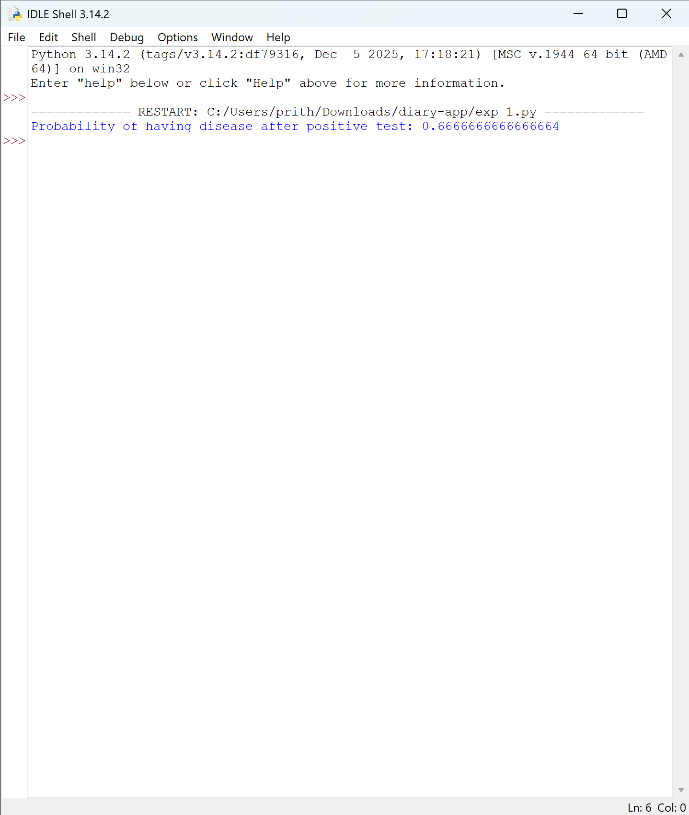 IDLE Shell 3.14.2
File Edit Shell Debug Options Window Help
Python 3.14.2 (tags/v3.14.2:df79316, Dec  5 2025, 17:18:21) [MSC v.1944 64 bit (AMD
64)] on win32
Enter "help" below or click "Help" above for more information.
>>>
============= RESTART: C:/Users/prith/Downloads/diary-app/exp 1.py =============
Probability of having disease after positive test: 0.6666666666666664
>>>
Ln: 6 Col: 0